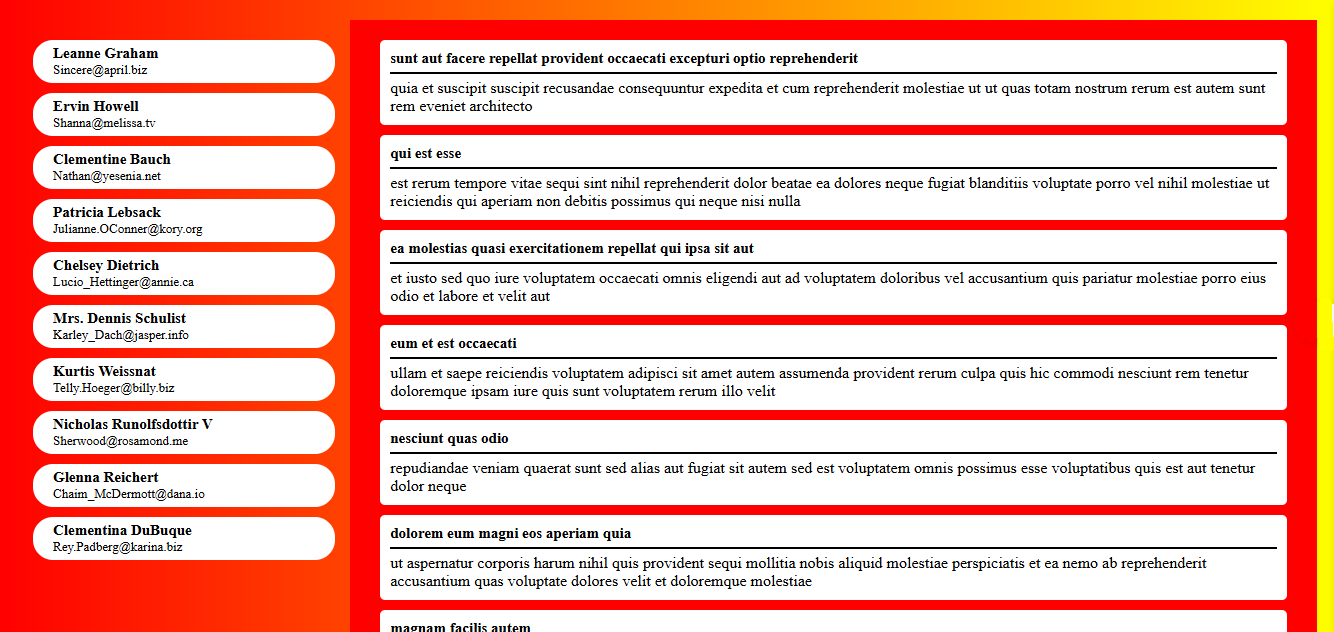 Leanne Graham
Sincere@april.biz
Ervin Howell
Shanna@melissa.tv
Clementine Bauch
Nathan@yesenia.net
Patricia Lebsack
Julianne.OConner@kory.org
Chelsey Dietrich
Lucio_Hettinger@annie.ca
Mrs. Dennis Schulist
Karley_Dach@jasper.info
Kurtis Weissnat
Telly.Hoeger@billy.biz
Nicholas Runolfsdottir V
Sherwood@rosamond.me
Glenna Reichert
Chaim_McDermott@dana.io
Clementina DuBuque
Rey.Padberg@karina.biz
sunt aut facere repellat provident occaecati excepturi optio reprehenderit
quia et suscipit suscipit recusandae consequuntur expedita et cum reprehenderit molestiae ut ut quas totam nostrum rerum est autem sunt
rem eveniet architecto
qui est esse
est rerum tempore vitae sequi sint nihil reprehenderit dolor beatae ea dolores neque fugiat blanditiis voluptate porro vel nihil molestiae ut
reiciendis qui aperiam non debitis possimus qui neque nisi nulla
ea molestias quasi exercitationem repellat qui ipsa sit aut
et iusto sed quo iure voluptatem occaecati omnis eligendi aut ad voluptatem doloribus vel accusantium quis pariatur molestiae porro eius
odio et labore et velit aut
eum et est occaecati
ullam et saepe reiciendis voluptatem adipisci sit amet autem assumenda provident rerum culpa quis hic commodi nesciunt rem tenetur
doloremque ipsam iure quis sunt voluptatem rerum illo velit
nesciunt quas odio
repudiandae veniam quaerat sunt sed alias aut fugiat sit autem sed est voluptatem omnis possimus esse voluptatibus quis est aut tenetur
dolor neque
dolorem eum magni eos aperiam quia
ut aspernatur corporis harum nihil quis provident sequi mollitia nobis aliquid molestiae perspiciatis et ea nemo ab reprehenderit
accusantium quas voluptate dolores velit et doloremque molestiae
magnam facilis autem